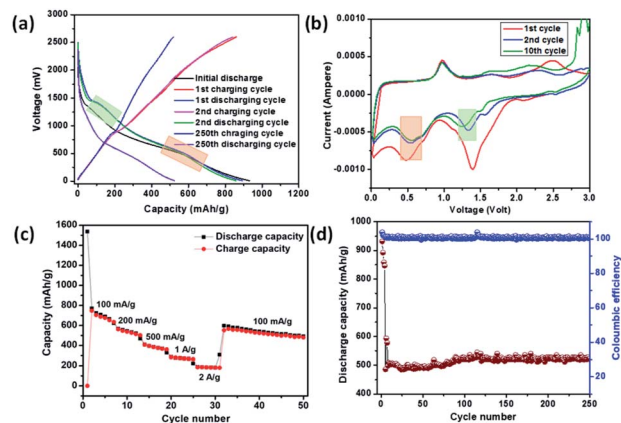 (a)
Voltage (mV)
3000
2500
2000
1500
1000
500
0
Initial discharge
1st charging cycle
1st discharging cycle
2nd charging cycle
2nd discharging cycle
250th chraging cycle
250th discharging cycle
0 200 400 600 800 1000
Capacity (mAh/g)
(b)
Current (Ampere)
0.0010
0.0005
0.0000
-0.0005
-0.0010
1st cycle
2nd cycle
10th cycle
0.0 0.5 1.0 1.5 2.0 2.5 3.0
Voltage (Volt)
(c)
Capacity (mAh/g)
1600
1400
1200
1000
800
600
400
200
0
Discharge capacity
Charge capacity
100 mA/g
200 mA/g
500 mA/g
1 A/g
2 A/g
100 mA/g
0 10 20 30 40 50
Cycle number
(d)
Discharge capacity (mAh/g)
1000
900
800
700
600
500
400
100
80
60
40
20
0
Coloumbic efficiency
0 50 100 150 200 250
Cycle number